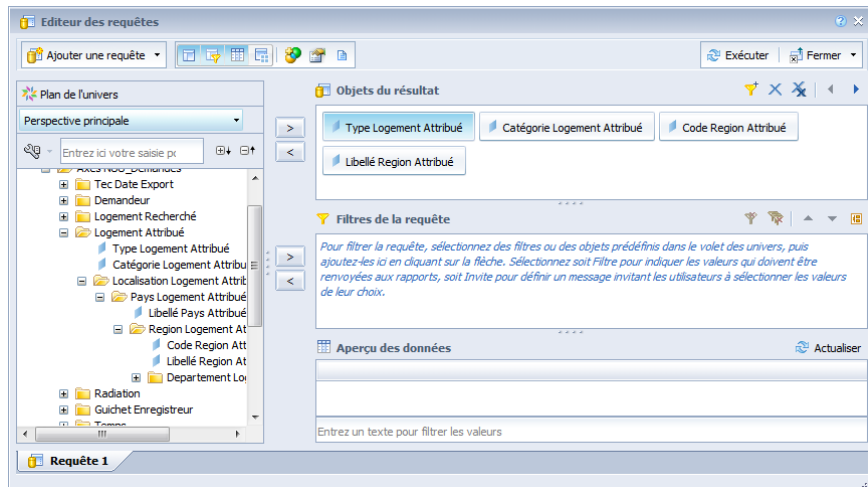 Editeur des requêtes
Ajouter une requête
Exécuter
Fermer
Plan de l'univers
Perspective principale
Entrez ici votre saisie po
Axes NUU_Demandes
Tec Date Export
Demandeur
Logement Recherché
Logement Attribué
Type Logement Attribué
Catégorie Logement Attribu
Localisation Logement Attrib
Pays Logement Attribué
Libellé Pays Attribué
Region Logement At
Code Region Att
Libellé Region At
Departement Lo
Radiation
Guichet Enregistreur
Temps
Objets du résultat
Type Logement Attribué
Catégorie Logement Attribué
Code Region Attribué
Libellé Region Attribué
Filtres de la requête
Pour filtrer la requête, sélectionnez des filtres ou des objets prédéfinis dans le volet des univers, puis
ajoutez-les ici en cliquant sur la flèche. Sélectionnez soit Filtre pour indiquer les valeurs qui doivent être
renvoyées aux rapports, soit Invite pour définir un message invitant les utilisateurs à sélectionner les valeurs
de leur choix.
Aperçu des données
Actualiser
Entrez un texte pour filtrer les valeurs
Requête 1